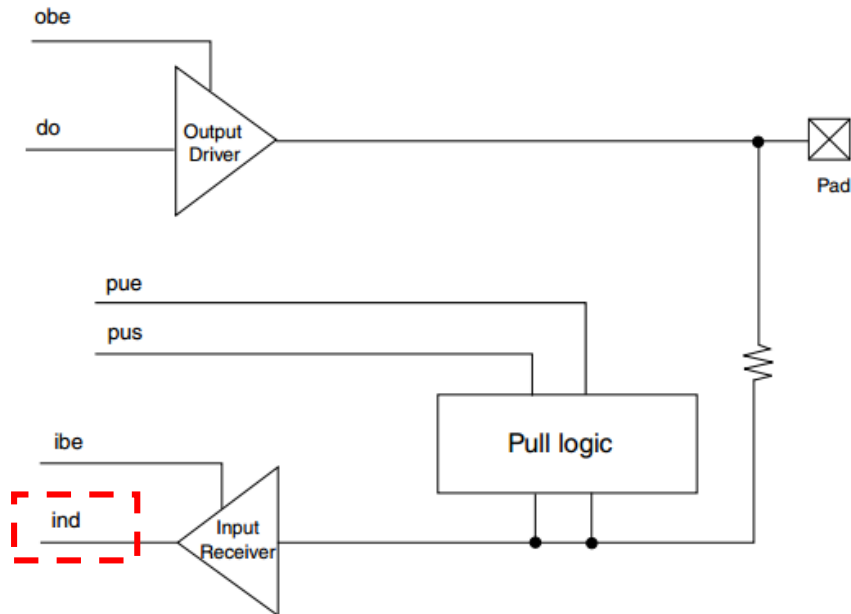 obe
do
Output
Driver
Pad
pue
pus
Pull logic
ibe
ind
Input
Receiver